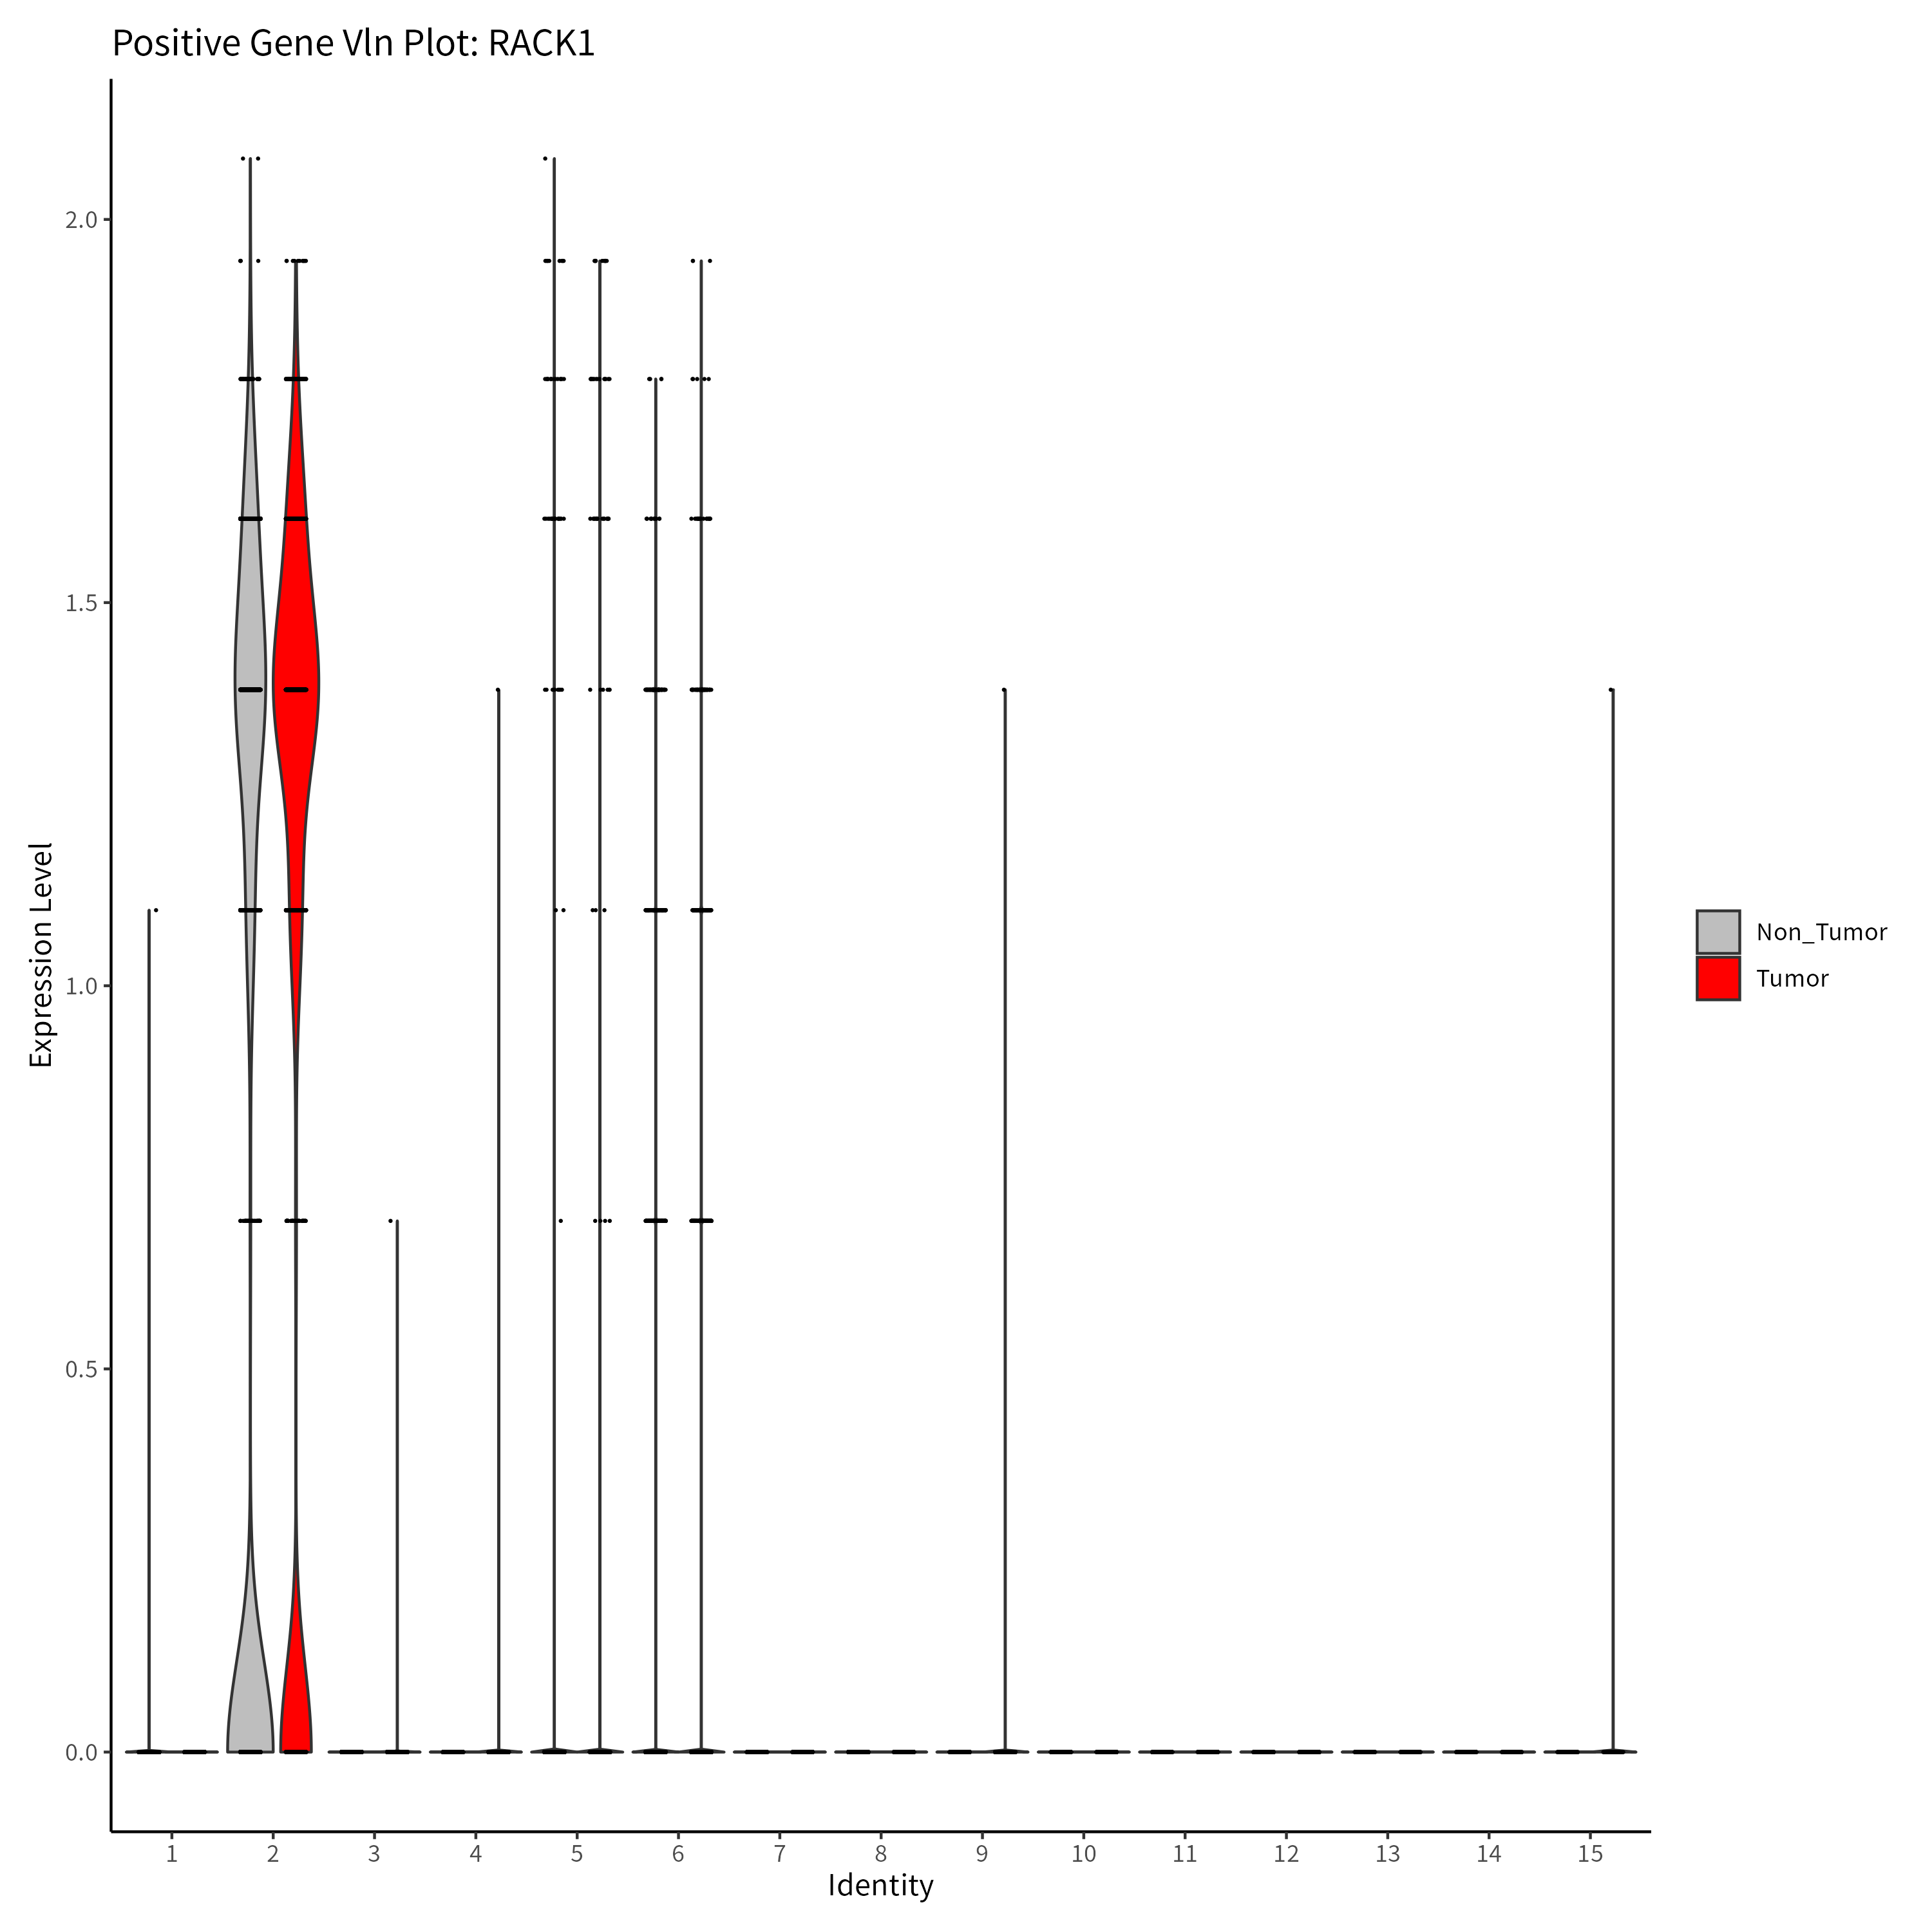 Positive Gene Vln Plot: RACK1
Expression Level
2.0
1.5
1.0
0.5
0.0
1 2 3 4 5 6 7 8 9 10 11 12 13 14 15
Identity
Non_Tumor
Tumor